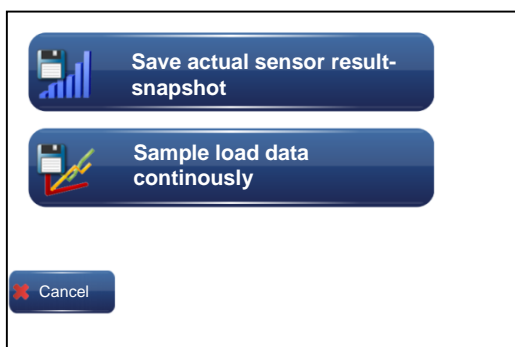 Save actual sensor result-
snapshot
Sample load data
continously
Cancel